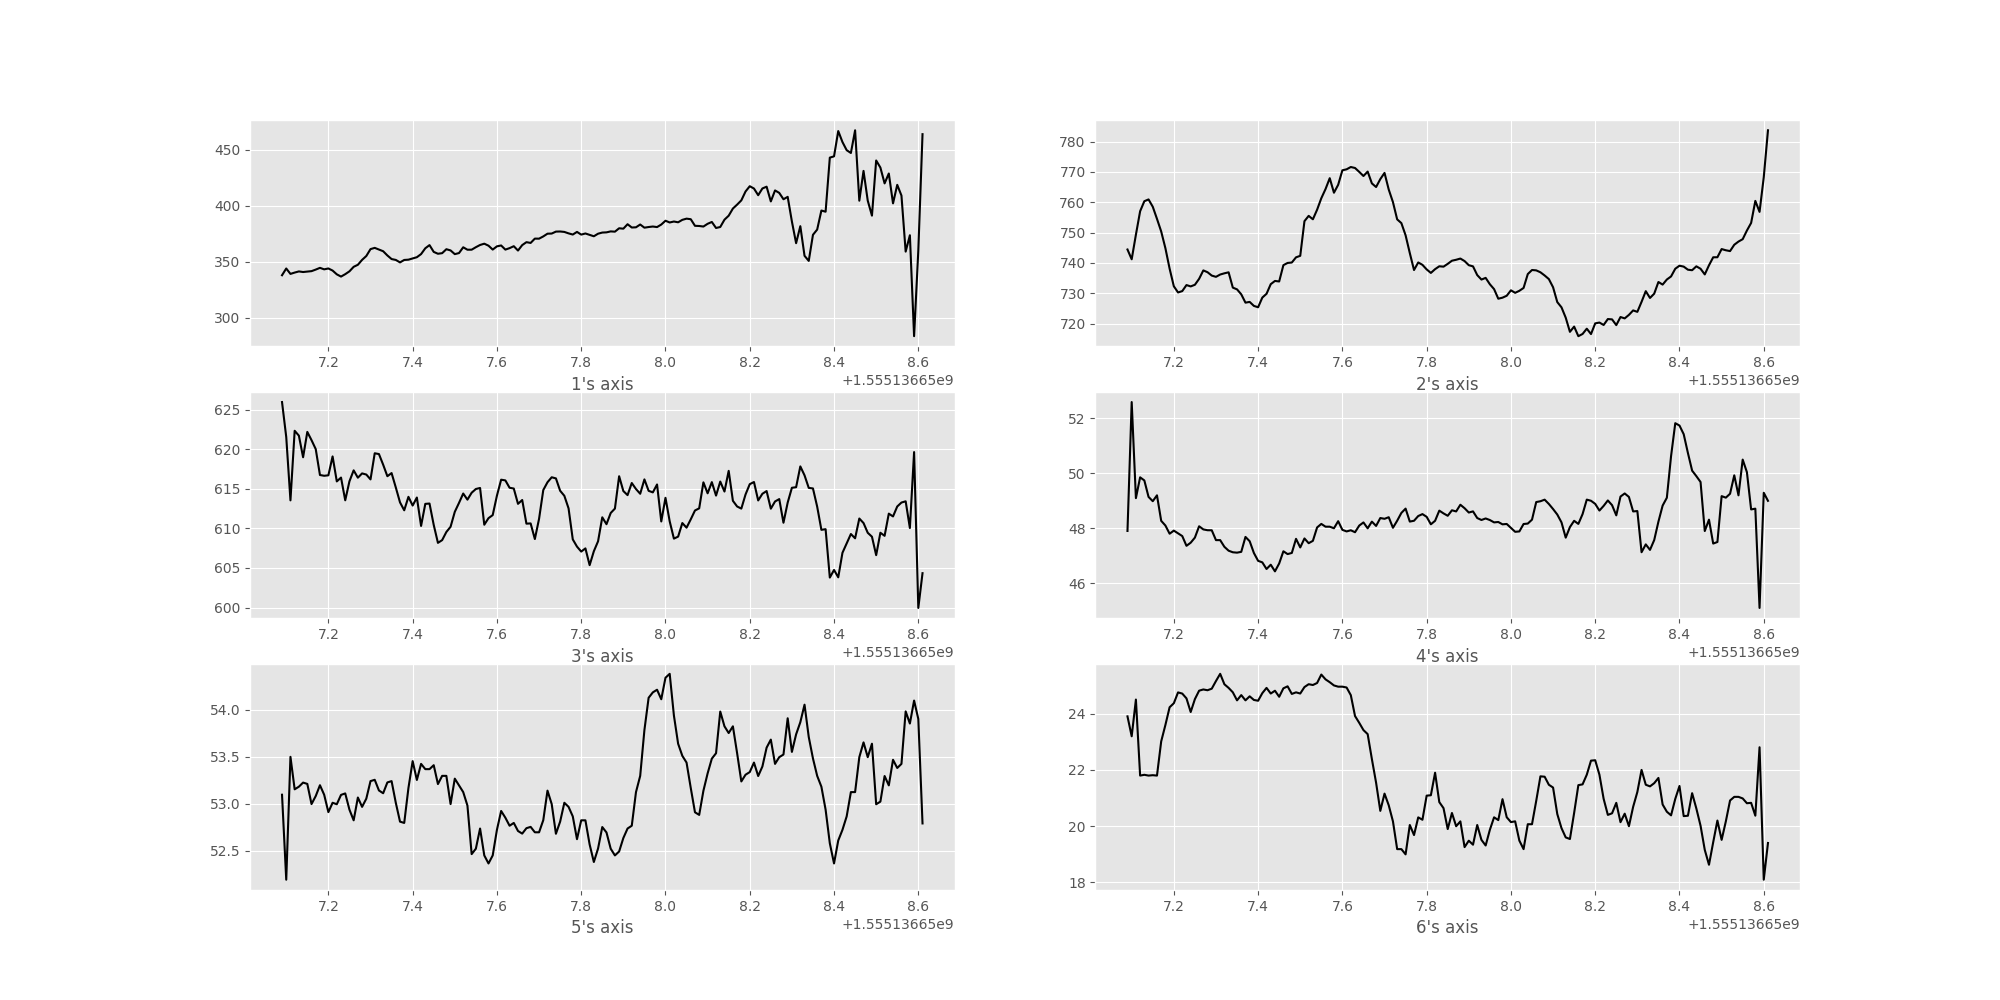 450
400
350
300
7.2 7.4 7.6 7.8 8.0 8.2 8.4 8.6
1's axis
+1.55513665e9
780
770
760
750
740
730
720
7.2 7.4 7.6 7.8 8.0 8.2 8.4 8.6
2's axis
+1.55513665e9
625
620
615
610
605
600
7.2 7.4 7.6 7.8 8.0 8.2 8.4 8.6
3's axis
+1.55513665e9
52
50
48
46
7.2 7.4 7.6 7.8 8.0 8.2 8.4 8.6
4's axis
+1.55513665e9
54.0
53.5
53.0
52.5
7.2 7.4 7.6 7.8 8.0 8.2 8.4 8.6
5's axis
+1.55513665e9
24
22
20
18
7.2 7.4 7.6 7.8 8.0 8.2 8.4 8.6
6's axis
+1.55513665e9